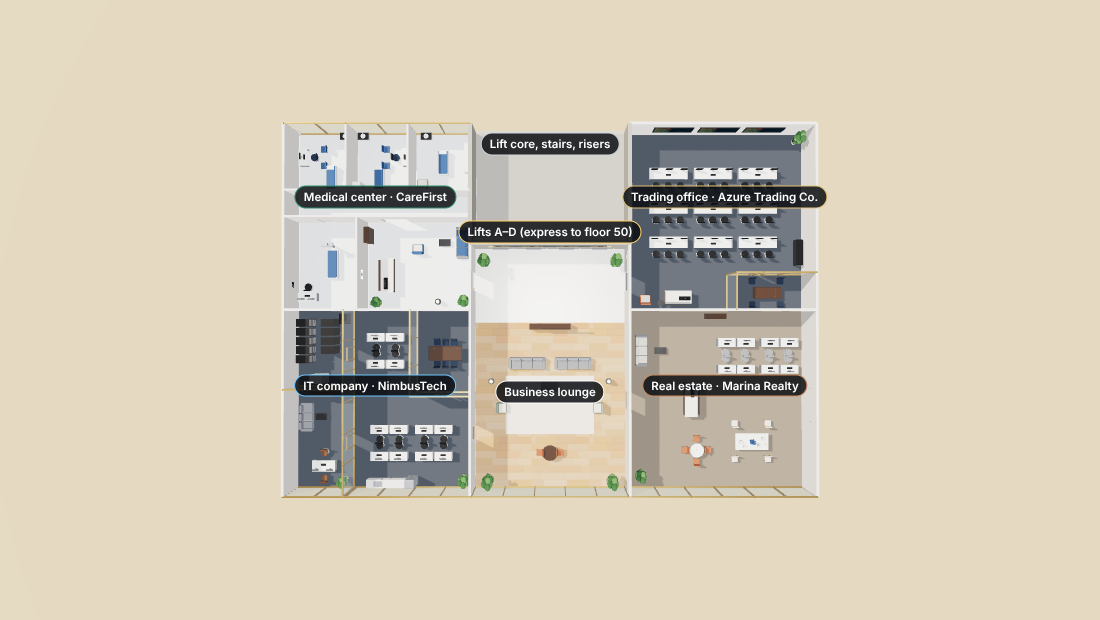 Lift core, stairs, risers
Medical center · CareFirst
Trading office · Azure Trading Co.
Lifts A–D (express to floor 50)
IT company · NimbusTech
Business lounge
Real estate · Marina Realty